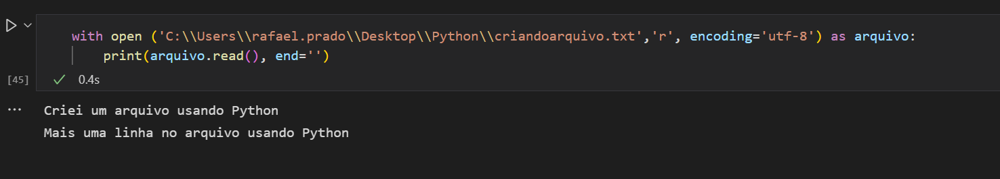 with open ('C:\\Users\\rafael.prado\\Desktop\\Python\\criandoarquivo.txt','r', encoding='utf-8') as arquivo:
    print(arquivo.read(), end='')
[45] 0.4s
Criei um arquivo usando Python
Mais uma linha no arquivo usando Python